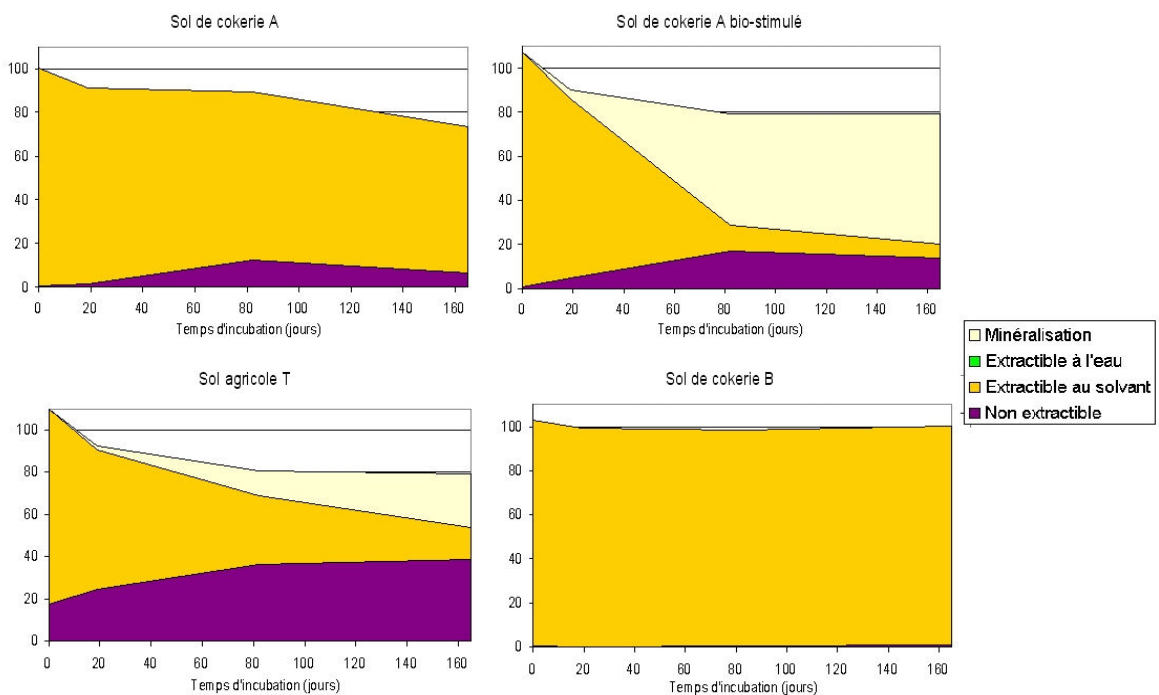 Sol de cokerie A
100
80
60
40
20
0
0 20 40 60 80 100 120 140 160
Temps d'incubation (jours)
Sol de cokerie A bio-stimulé
100
80
60
40
20
0
0 20 40 60 80 100 120 140 160
Temps d'incubation (jours)
Minéralisation
Extractible à l'eau
Extractible au solvant
Non extractible
Sol agricole T
100
80
60
40
20
0
0 20 40 60 80 100 120 140 160
Temps d'incubation (jours)
Sol de cokerie B
100
80
60
40
20
0
0 20 40 60 80 100 120 140 160
Temps d'incubation (jours)